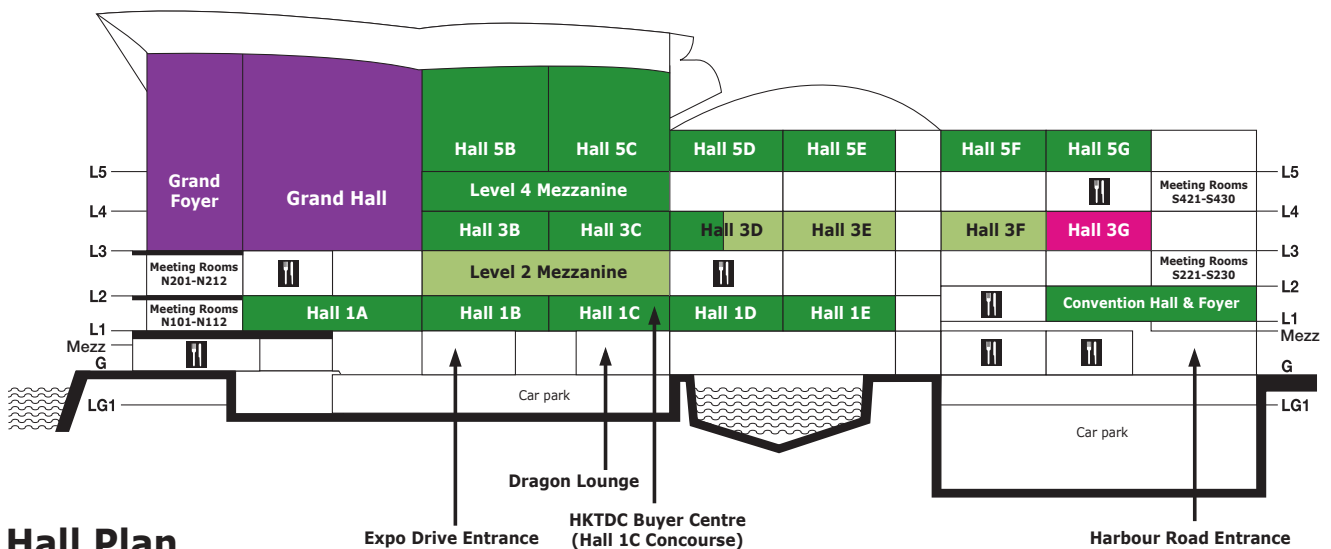 Hall 5B
Hall 5C
Hall 5D
Hall 5E
Hall 5F
Hall 5G
L5
L5
Grand
Foyer
Grand Hall
Level 4 Mezzanine
Meeting Rooms
S421-S430
L4
L4
Hall 3B
Hall 3C
Hall 3D
Hall 3E
Hall 3F
Hall 3G
L3
L3
Meeting Rooms
N201-N212
Level 2 Mezzanine
Meeting Rooms
S221-S230
L2
L2
Meeting Rooms
N101-N112
Hall 1A
Hall 1B
Hall 1C
Hall 1D
Hall 1E
Convention Hall & Foyer
L1
L1
Mezz
Mezz
G
G
LG1
LG1
Car park
Car park
Dragon Lounge
HKTDC Buyer Centre
(Hall 1C Concourse)
Expo Drive Entrance
Harbour Road Entrance
Hall Plan